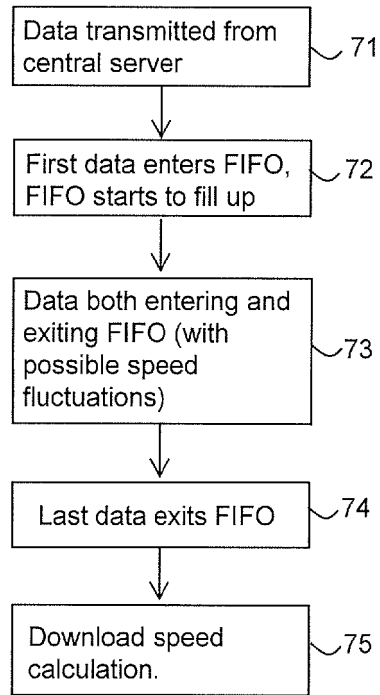 Data transmitted from
central server
71
First data enters FIFO,
FIFO starts to fill up
72
Data both entering and
exiting FIFO (with
possible speed
fluctuations)
73
Last data exits FIFO
74
Download speed
calculation.
75